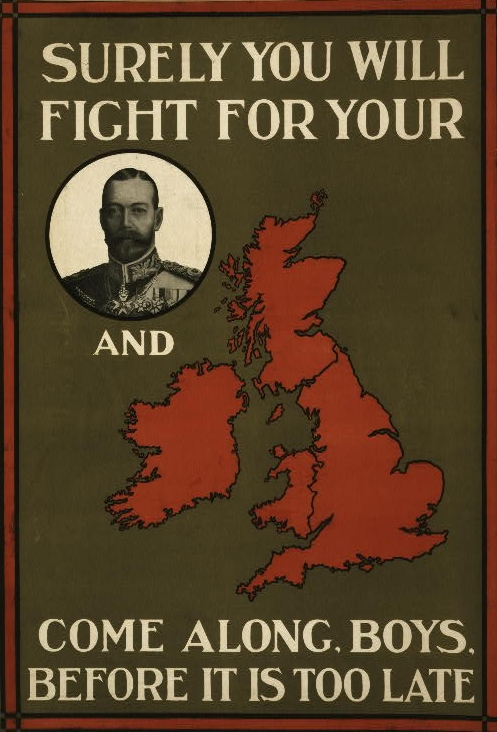 SURELY YOU WILL
FIGHT FOR YOUR
AND
COME ALONG, BOYS,
BEFORE IT IS TOO LATE